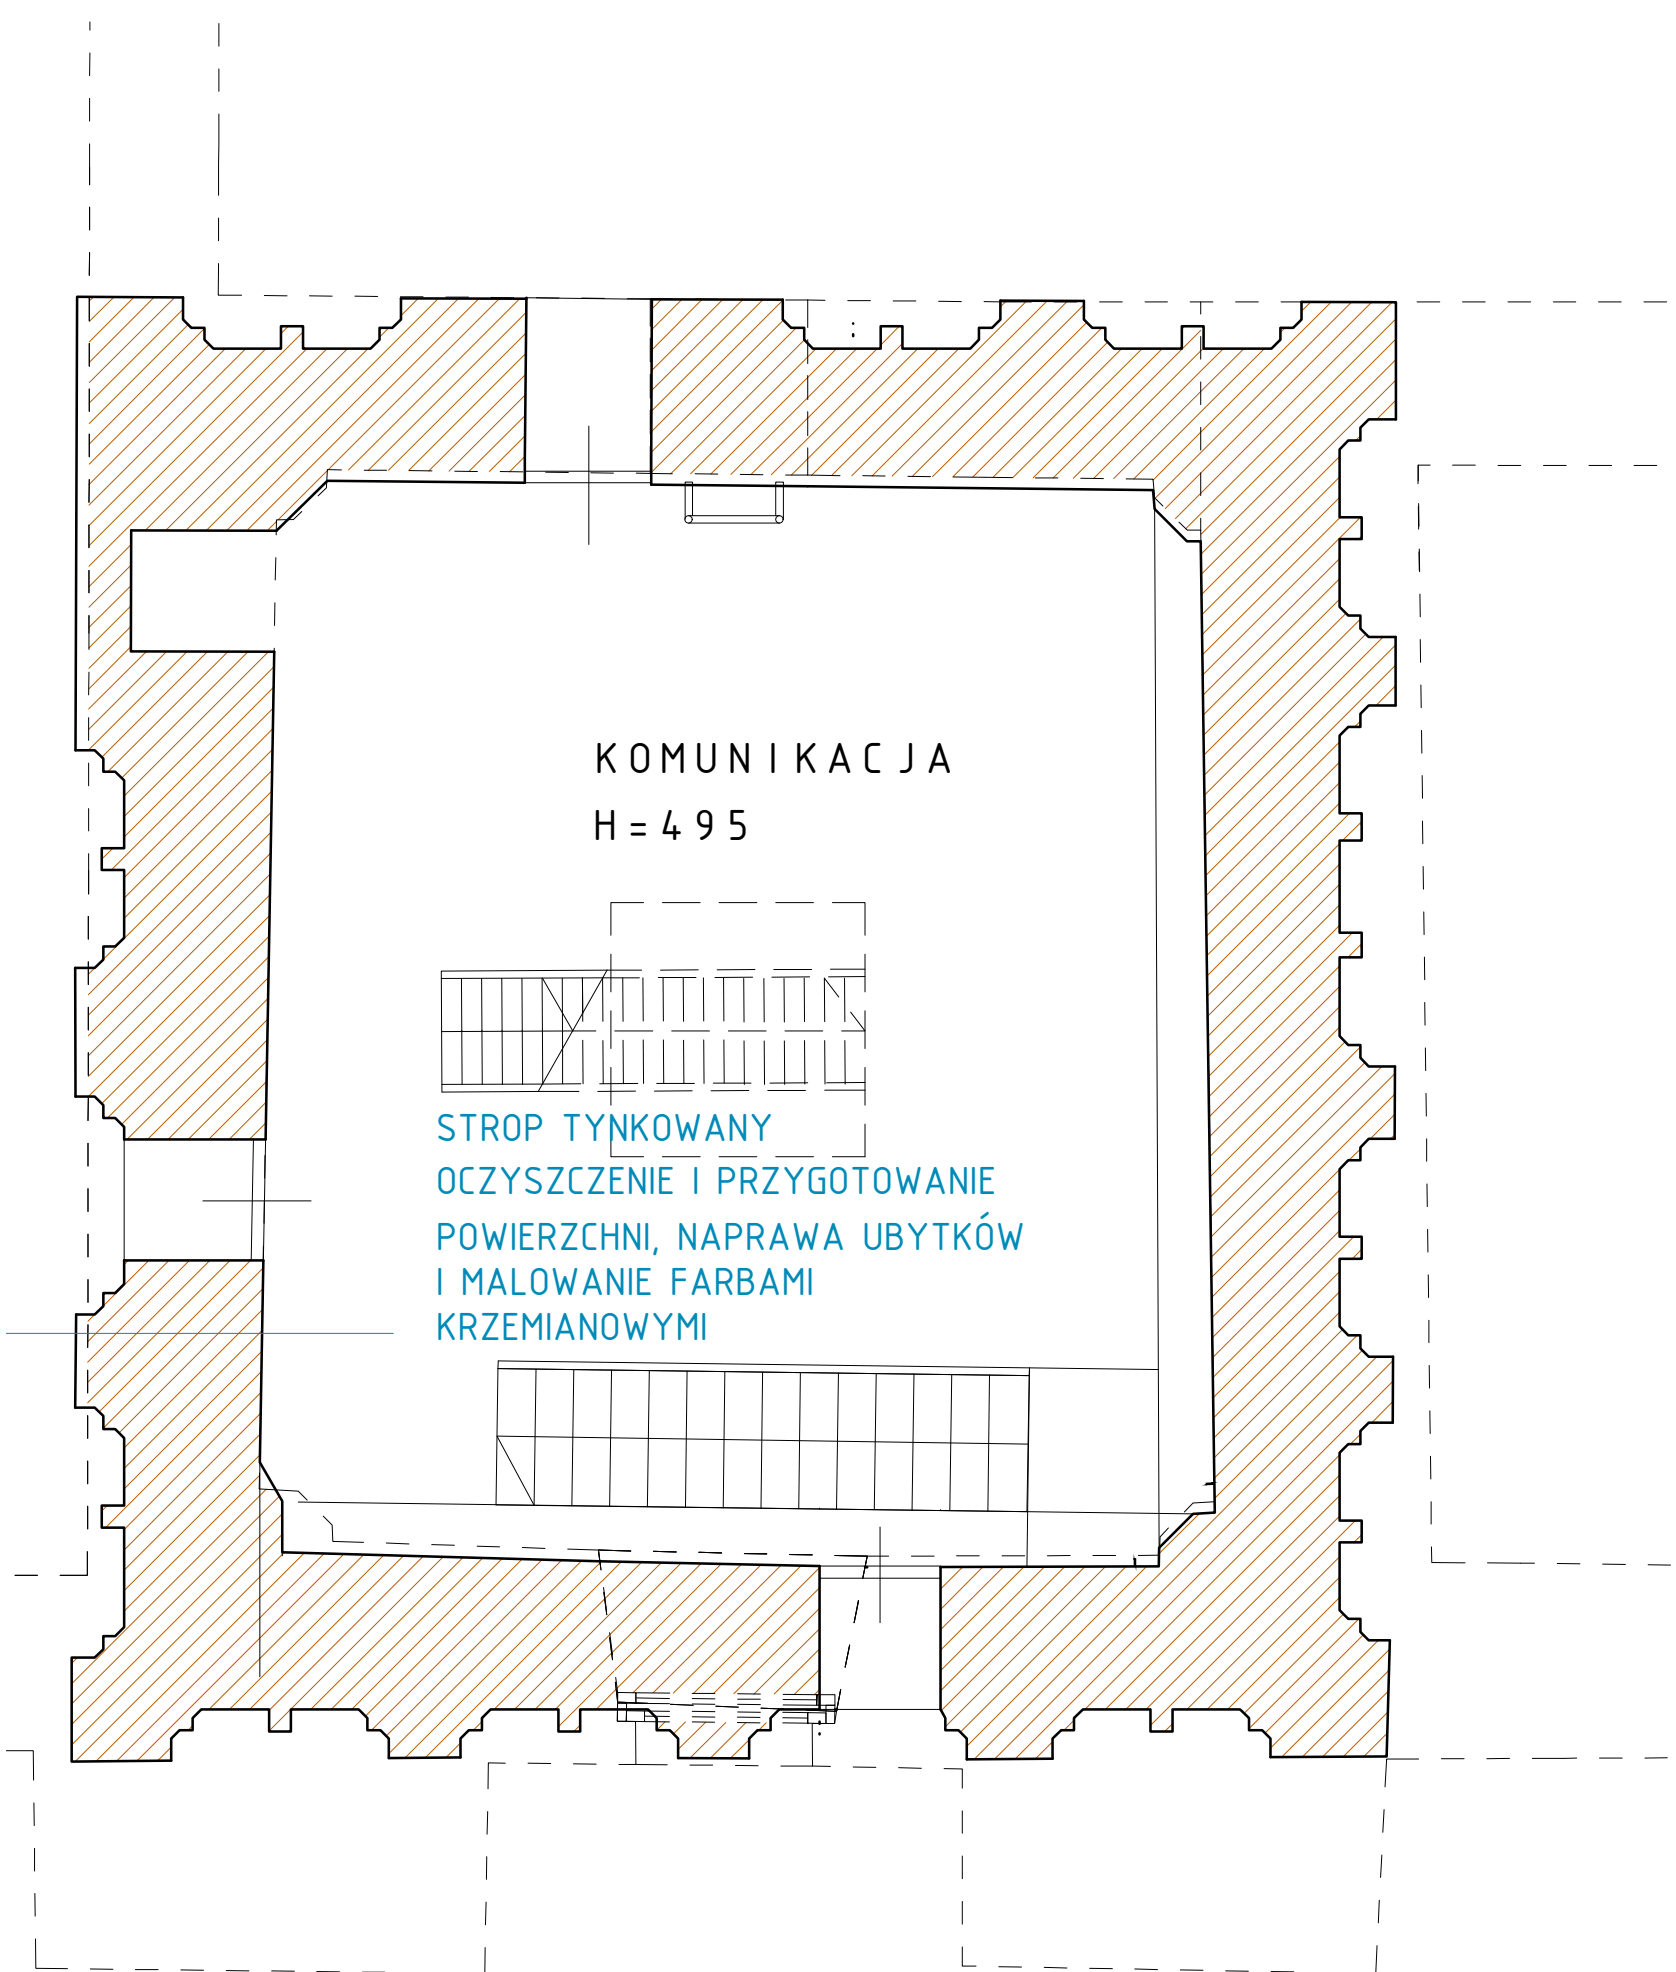 KOMUNIKACJA
H=495
STROP TYNKOWANY
OCZYSZCZENIE I PRZYGOTOWANIE
POWIERZCHNI, NAPRAWA UBYTKÓW
I MALOWANIE FARBAMI
KRZEMIANOWYMI